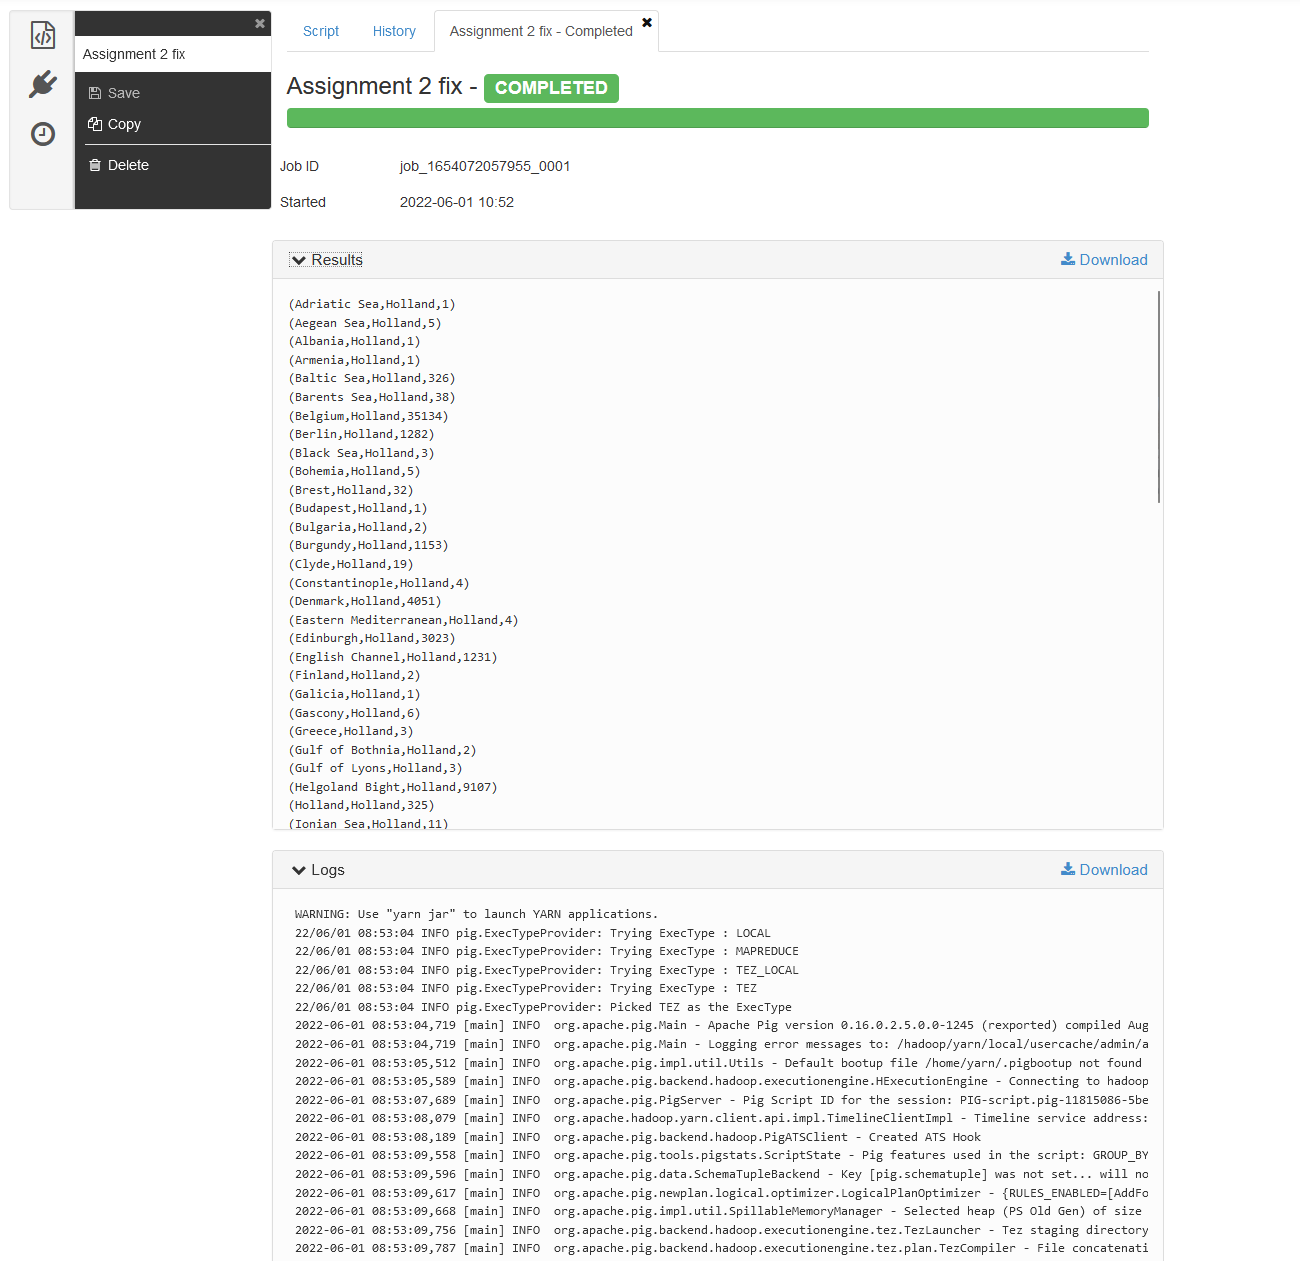 Assignment 2 fix
Save
Copy
Delete
Script
History
Assignment 2 fix - Completed
Assignment 2 fix - COMPLETED
Job ID job_1654072057955_0001
Started 2022-06-01 10:52
Results Download
(Adriatic Sea,Holland,1)
(Aegean Sea,Holland,5)
(Albania,Holland,1)
(Armenia,Holland,1)
(Baltic Sea,Holland,326)
(Barents Sea,Holland,38)
(Belgium,Holland,35134)
(Berlin,Holland,1282)
(Black Sea,Holland,3)
(Bohemia,Holland,5)
(Brest,Holland,32)
(Budapest,Holland,1)
(Bulgaria,Holland,2)
(Burgundy,Holland,1153)
(Clyde,Holland,19)
(Constantinople,Holland,4)
(Denmark,Holland,4051)
(Eastern Mediterranean,Holland,4)
(Edinburgh,Holland,3023)
(English Channel,Holland,1231)
(Finland,Holland,2)
(Galicia,Holland,1)
(Gascony,Holland,6)
(Greece,Holland,3)
(Gulf of Bothnia,Holland,2)
(Gulf of Lyons,Holland,3)
(Helgoland Bight,Holland,9107)
(Holland,Holland,325)
(Ionian Sea,Holland,11)
Logs Download
WARNING: Use "yarn jar" to launch YARN applications.
22/06/01 08:53:04 INFO pig.ExecTypeProvider: Trying ExecType : LOCAL
22/06/01 08:53:04 INFO pig.ExecTypeProvider: Trying ExecType : MAPREDUCE
22/06/01 08:53:04 INFO pig.ExecTypeProvider: Trying ExecType : TEZ_LOCAL
22/06/01 08:53:04 INFO pig.ExecTypeProvider: Trying ExecType : TEZ
22/06/01 08:53:04 INFO pig.ExecTypeProvider: Picked TEZ as the ExecType
2022-06-01 08:53:04,719 [main] INFO  org.apache.pig.Main - Apache Pig version 0.16.0.2.5.0.0-1245 (rexported) compiled Aug
2022-06-01 08:53:04,719 [main] INFO  org.apache.pig.Main - Logging error messages to: /hadoop/yarn/local/usercache/admin/a
2022-06-01 08:53:05,512 [main] INFO  org.apache.pig.impl.util.Utils - Default bootup file /home/yarn/.pigbootup not found
2022-06-01 08:53:05,589 [main] INFO  org.apache.pig.backend.hadoop.executionengine.HExecutionEngine - Connecting to hadoop
2022-06-01 08:53:07,689 [main] INFO  org.apache.pig.PigServer - Pig Script ID for the session: PIG-script.pig-11815086-5be
2022-06-01 08:53:08,079 [main] INFO  org.apache.hadoop.yarn.client.api.impl.TimelineClientImpl - Timeline service address:
2022-06-01 08:53:08,189 [main] INFO  org.apache.pig.backend.hadoop.PigATSClient - Created ATS Hook
2022-06-01 08:53:09,558 [main] INFO  org.apache.pig.tools.pigstats.ScriptState - Pig features used in the script: GROUP_BY
2022-06-01 08:53:09,596 [main] INFO  org.apache.pig.data.SchemaTupleBackend - Key [pig.schematuple] was not set... will no
2022-06-01 08:53:09,617 [main] INFO  org.apache.pig.newplan.logical.optimizer.LogicalPlanOptimizer - {RULES_ENABLED=[AddFo
2022-06-01 08:53:09,668 [main] INFO  org.apache.pig.impl.util.SpillableMemoryManager - Selected heap (PS Old Gen) of size
2022-06-01 08:53:09,756 [main] INFO  org.apache.pig.backend.hadoop.executionengine.tez.TezLauncher - Tez staging directory
2022-06-01 08:53:09,787 [main] INFO  org.apache.pig.backend.hadoop.executionengine.tez.plan.TezCompiler - File concatenati